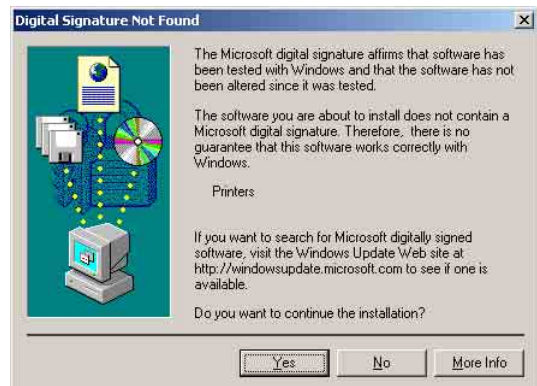 Digital Signature Not Found
The Microsoft digital signature affirms that software has
been tested with Windows and that the software has not
been altered since it was tested.
The software you are about to install does not contain a
Microsoft digital signature. Therefore, there is no
guarantee that this software works correctly with
Windows.
Printers
If you want to search for Microsoft digitally signed
software, visit the Windows Update Web site at
http://windowsupdate.microsoft.com to see if one is
available.
Do you want to continue the installation?
Yes No More Info